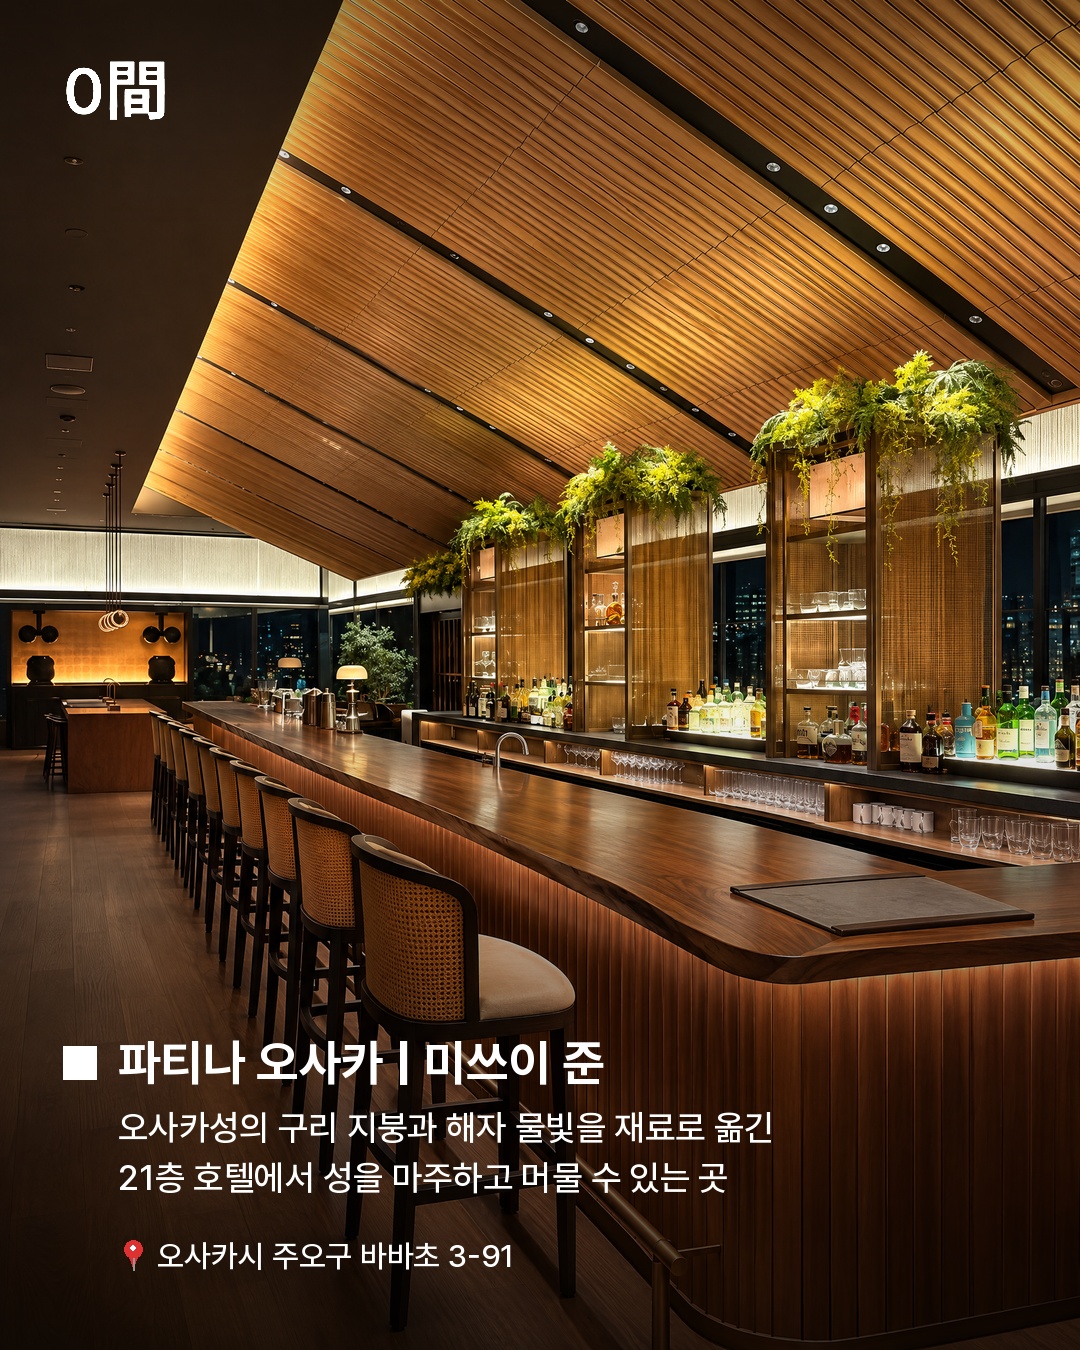 0間
파티나 오사카 | 미쓰이 준
오사카성의 구리 지붕과 해자 물빛을 재료로 옮긴
21층 호텔에서 성을 마주하고 머물 수 있는 곳
오사카시 주오구 바바초 3-91